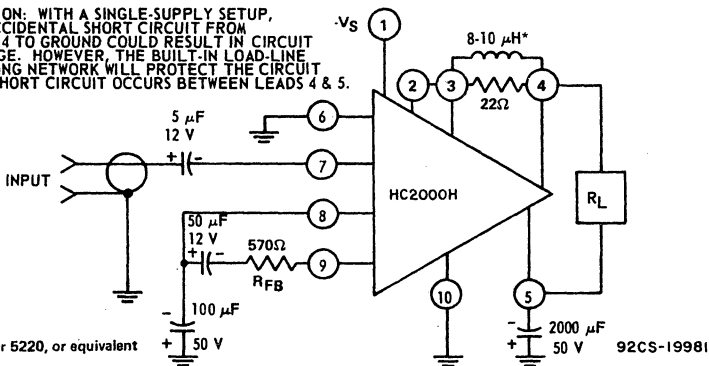 ON: WITH A SINGLE-SUPPLY SETUP,
CCIDENTAL SHORT CIRCUIT FROM
4 TO GROUND COULD RESULT IN CIRCUIT
GE. HOWEVER, THE BUILT-IN LOAD-LINE
NG NETWORK WILL PROTECT THE CIRCUIT
HORT CIRCUIT OCCURS BETWEEN LEADS 4 & 5.
-VS
1
8-10 μH*
2
3
4
22Ω
5 μF
12 V
+ -
6
7
INPUT
HC2000H
RL
8
50 μF
12 V
+ -
570Ω
RFB
9
10
5
- 100 μF
+ 50 V
- 2000 μF
+ 50 V
r 5220, or equivalent
92CS-19981